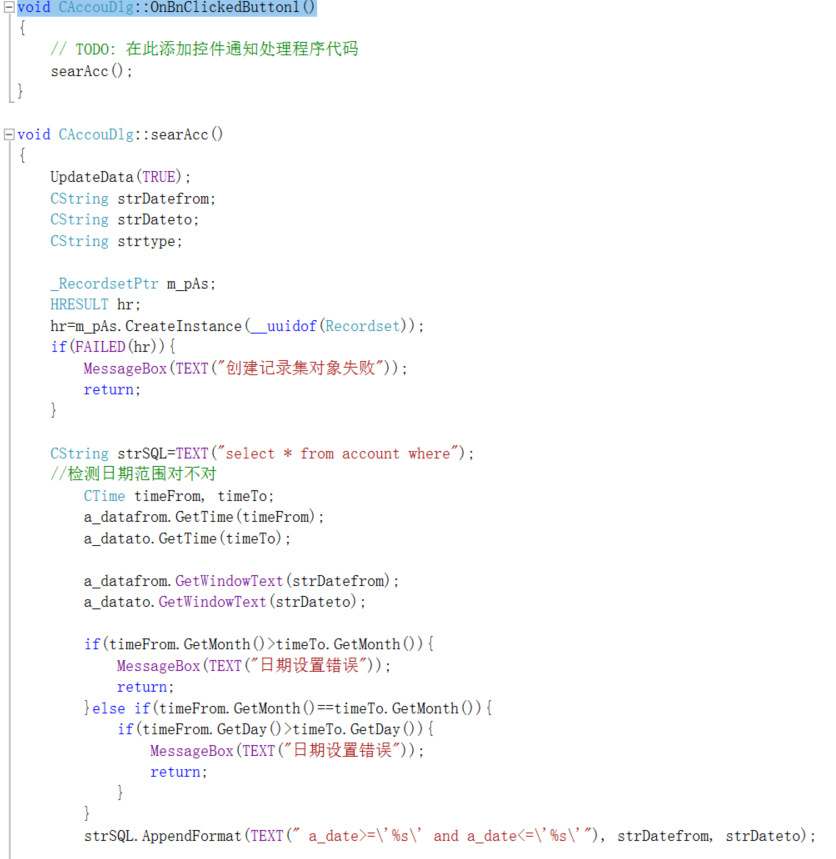 void CAccouDlg::OnBnClickedButton1()
{
    // TODO: 在此添加控件通知处理程序代码
    searAcc();
}

void CAccouDlg::searAcc()
{
    UpdateData(TRUE);
    CString strDatefrom;
    CString strDateto;
    CString strtype;

    _RecordsetPtr m_pAs;
    HRESULT hr;
    hr=m_pAs.CreateInstance(__uuidof(Recordset));
    if(FAILED(hr)){
        MessageBox(TEXT("创建记录集对象失败"));
        return;
    }

    CString strSQL=TEXT("select * from account where");
    //检测日期范围对不对
        CTime timeFrom, timeTo;
        a_datafrom.GetTime(timeFrom);
        a_datato.GetTime(timeTo);

        a_datafrom.GetWindowText(strDatefrom);
        a_datato.GetWindowText(strDateto);

        if(timeFrom.GetMonth()>timeTo.GetMonth()){
            MessageBox(TEXT("日期设置错误"));
            return;
        }else if(timeFrom.GetMonth()==timeTo.GetMonth()){
            if(timeFrom.GetDay()>timeTo.GetDay()){
                MessageBox(TEXT("日期设置错误"));
                return;
            }
        }
        strSQL.AppendFormat(TEXT(" a_date>=\'%s\' and a_date<=\'%s\'"), strDatefrom, strDateto);